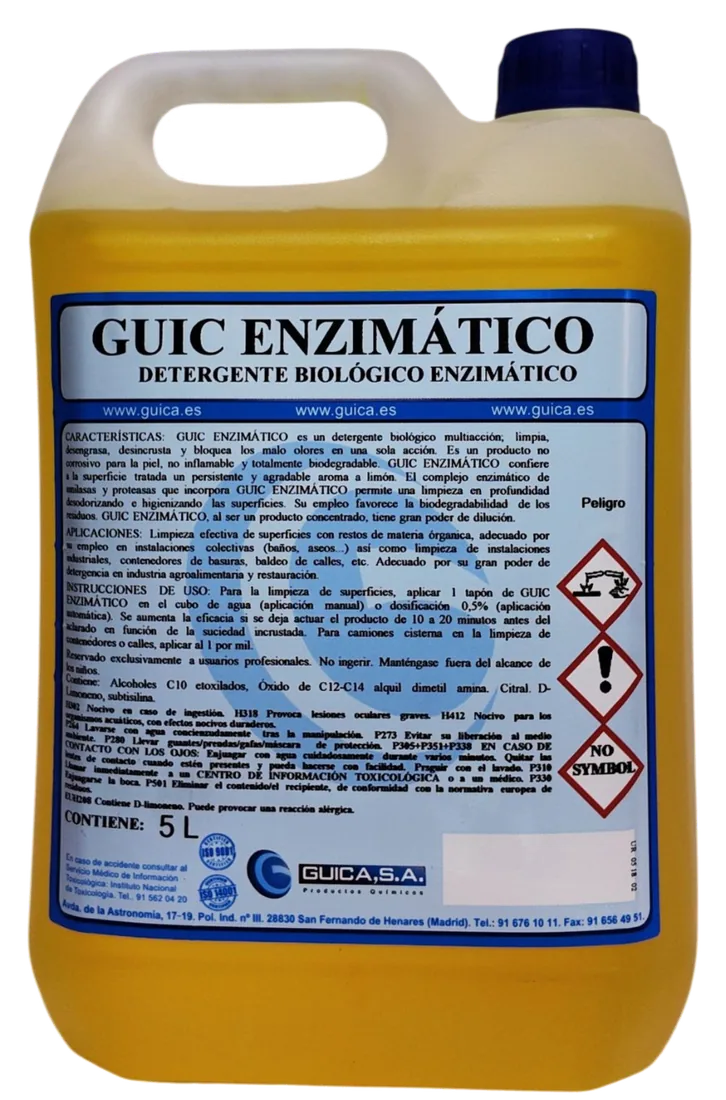 GUIC ENZIMÁTICO
DETERGENTE BIOLÓGICO ENZIMÁTICO
www.guica.es www.guica.es www.guica.es
CARACTERÍSTICAS: GUIC ENZIMÁTICO es un detergente biológico multiacción, limpia,
desengrasa, desincrusta y bloquea los malo olores en una sola acción. Es un producto no
corrosivo para la piel, no inflamable y totalmente biodegradable. GUIC ENZIMÁTICO confiere
a la superficie tratada un persistente y agradable aroma a limón. El complejo enzimático de
amilasas y proteasas que incorpora GUIC ENZIMÁTICO permite una limpieza en profundidad
desodorizando e higienizando las superficies. Su empleo favorece la biodegradabilidad de los
residuos. GUIC ENZIMÁTICO, al ser un producto concentrado, tiene gran poder de dilución.
APLICACIONES: Limpieza efectiva de superficies con restos de materia órganica, adecuado por
su empleo en instalaciones colectivas (baños, aseos...) así como limpieza de instalaciones
industriales, contenedores de basuras, baldeo de calles, etc. Adecuado por su gran poder de
detergencia en industria agroalimentaria y restauración.
INSTRUCCIONES DE USO: Para la limpieza de superficies, aplicar 1 tapón de GUIC
ENZIMÁTICO en el cubo de agua (aplicación manual) o dosificación 0,5% (aplicación
automática). Se aumenta la eficacia si se deja actuar el producto de 10 a 20 minutos antes del
aclarado en función de la suciedad incrustada. Para camiones cisterna en la limpieza de
contenedores o calles, aplicar al 1 por mil.
Reservado exclusivamente a usuarios profesionales. No ingerir. Manténgase fuera del alcance de
los niños.
Contiene: Alcoholes C10 etoxilados, Óxido de C12-C14 alquil dimetil amina. Citral. D-
Limoneno, subtisilina.
H302 Nocivo en caso de ingestión. H318 Provoca lesiones oculares graves. H412 Nocivo para los
organismos acuáticos, con efectos nocivos duraderos.
P264 Lavarse con agua concienzudamente tras la manipulación. P273 Evitar su liberación al medio
ambiente. P280 Llevar guantes/prendas/gafas/máscara de protección. P305+P351+P338 EN CASO DE
CONTACTO CON LOS OJOS: Enjuagar con agua cuidadosamente durante varios minutos. Quitar las
lentes de contacto cuando estén presentes y pueda hacerse con facilidad. Proguir con el lavado. P310
Llamar inmediatamente a un CENTRO DE INFORMACIÓN TOXICOLÓGICA o a un médico. P330
Enjuagarse la boca. P501 Eliminar el contenido/el recipiente, de conformidad con la normativa europea de
residuos.
EUH208 Contiene D-limoneno. Puede provocar una reacción alérgica.
Peligro
NO
SYMBOL
CONTIENE: 5 L
En caso de accidente consultar al
Servicio Médico de Información
Toxicológica: Instituto Nacional
de Toxicología. Tel.: 91 562 04 20
ISO 9001
ISO 14001
GUICA, S.A.
Productos Químicos
UR 03 18 02
Avda. de la Astronomía, 17-19. Pol. Ind. nº III. 28830 San Fernando de Henares (Madrid). Tel.: 91 676 10 11. Fax: 91 656 49 51.